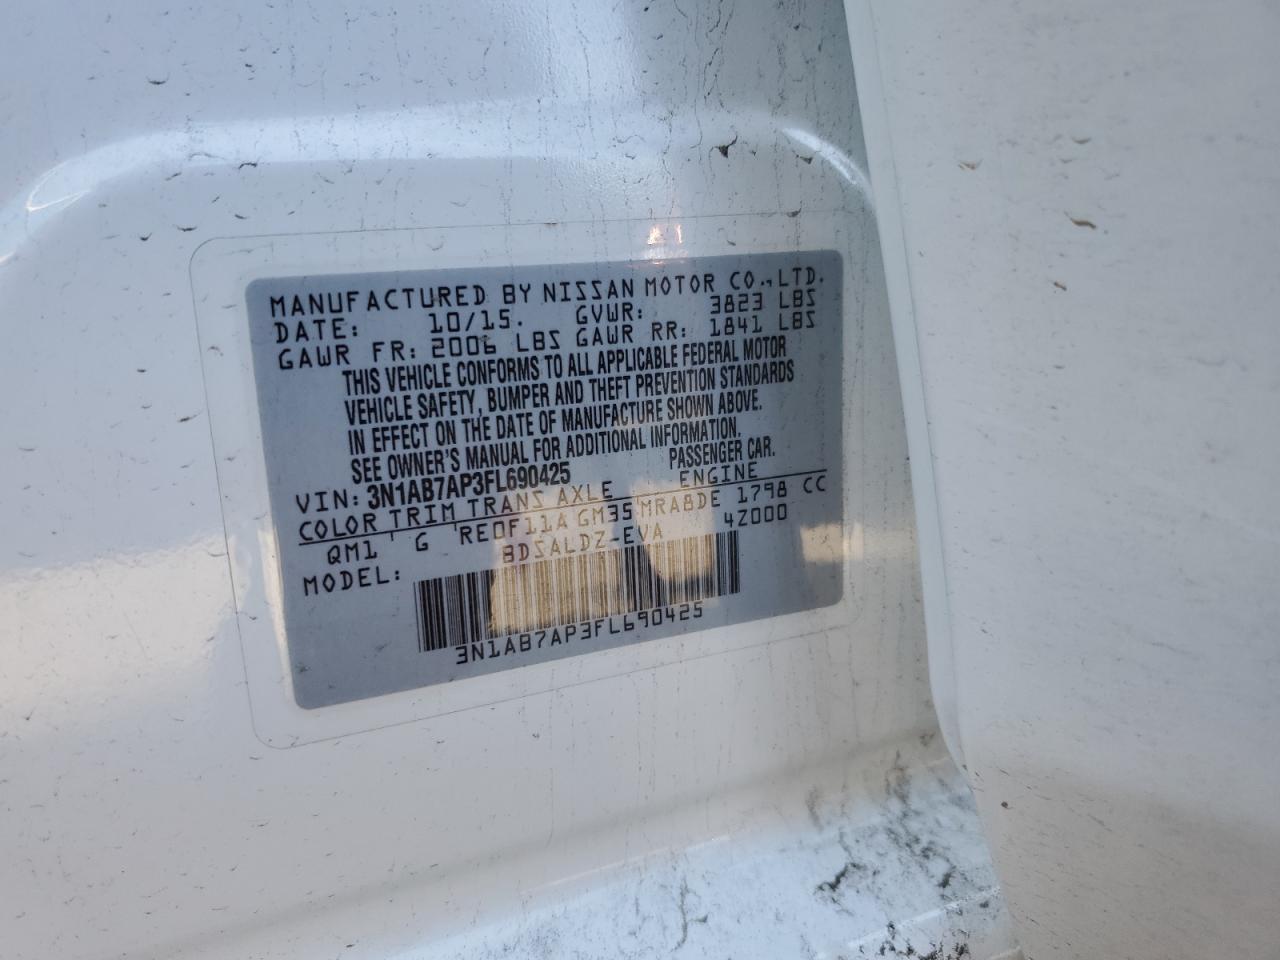 MANUFACTURED BY NISSAN MOTOR CO., LTD.
DATE: 10/15. GVWR: 3823 LBS
GAWR FR: 2006 LBS GAWR RR: 1841 LBS
THIS VEHICLE CONFORMS TO ALL APPLICABLE FEDERAL MOTOR
VEHICLE SAFETY, BUMPER AND THEFT PREVENTION STANDARDS
IN EFFECT ON THE DATE OF MANUFACTURE SHOWN ABOVE.
SEE OWNER'S MANUAL FOR ADDITIONAL INFORMATION.
VIN: 3N1AB7AP3FL690425 PASSENGER CAR.
COLOR TRIM TRANS AXLE ENGINE
QM1 G RE0F11A GM35 MRA8DE 1798 CC
MODEL: BDSALDZ-EVA 42000
3N1AB7AP3FL690425